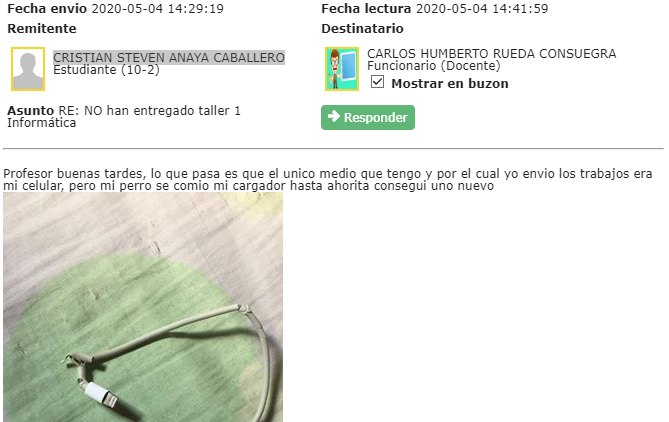 Fecha envio 2020-05-04 14:29:19
Fecha lectura 2020-05-04 14:41:59
Remitente
Destinatario
CRISTIAN STEVEN ANAYA CABALLERO
Estudiante (10-2)
CARLOS HUMBERTO RUEDA CONSUEGRA
Funcionario (Docente)
Mostrar en buzon
Asunto RE: NO han entregado taller 1
Informática
Responder
Profesor buenas tardes, lo que pasa es que el unico medio que tengo y por el cual yo envio los trabajos era
mi celular, pero mi perro se comio mi cargador hasta ahorita consegui uno nuevo